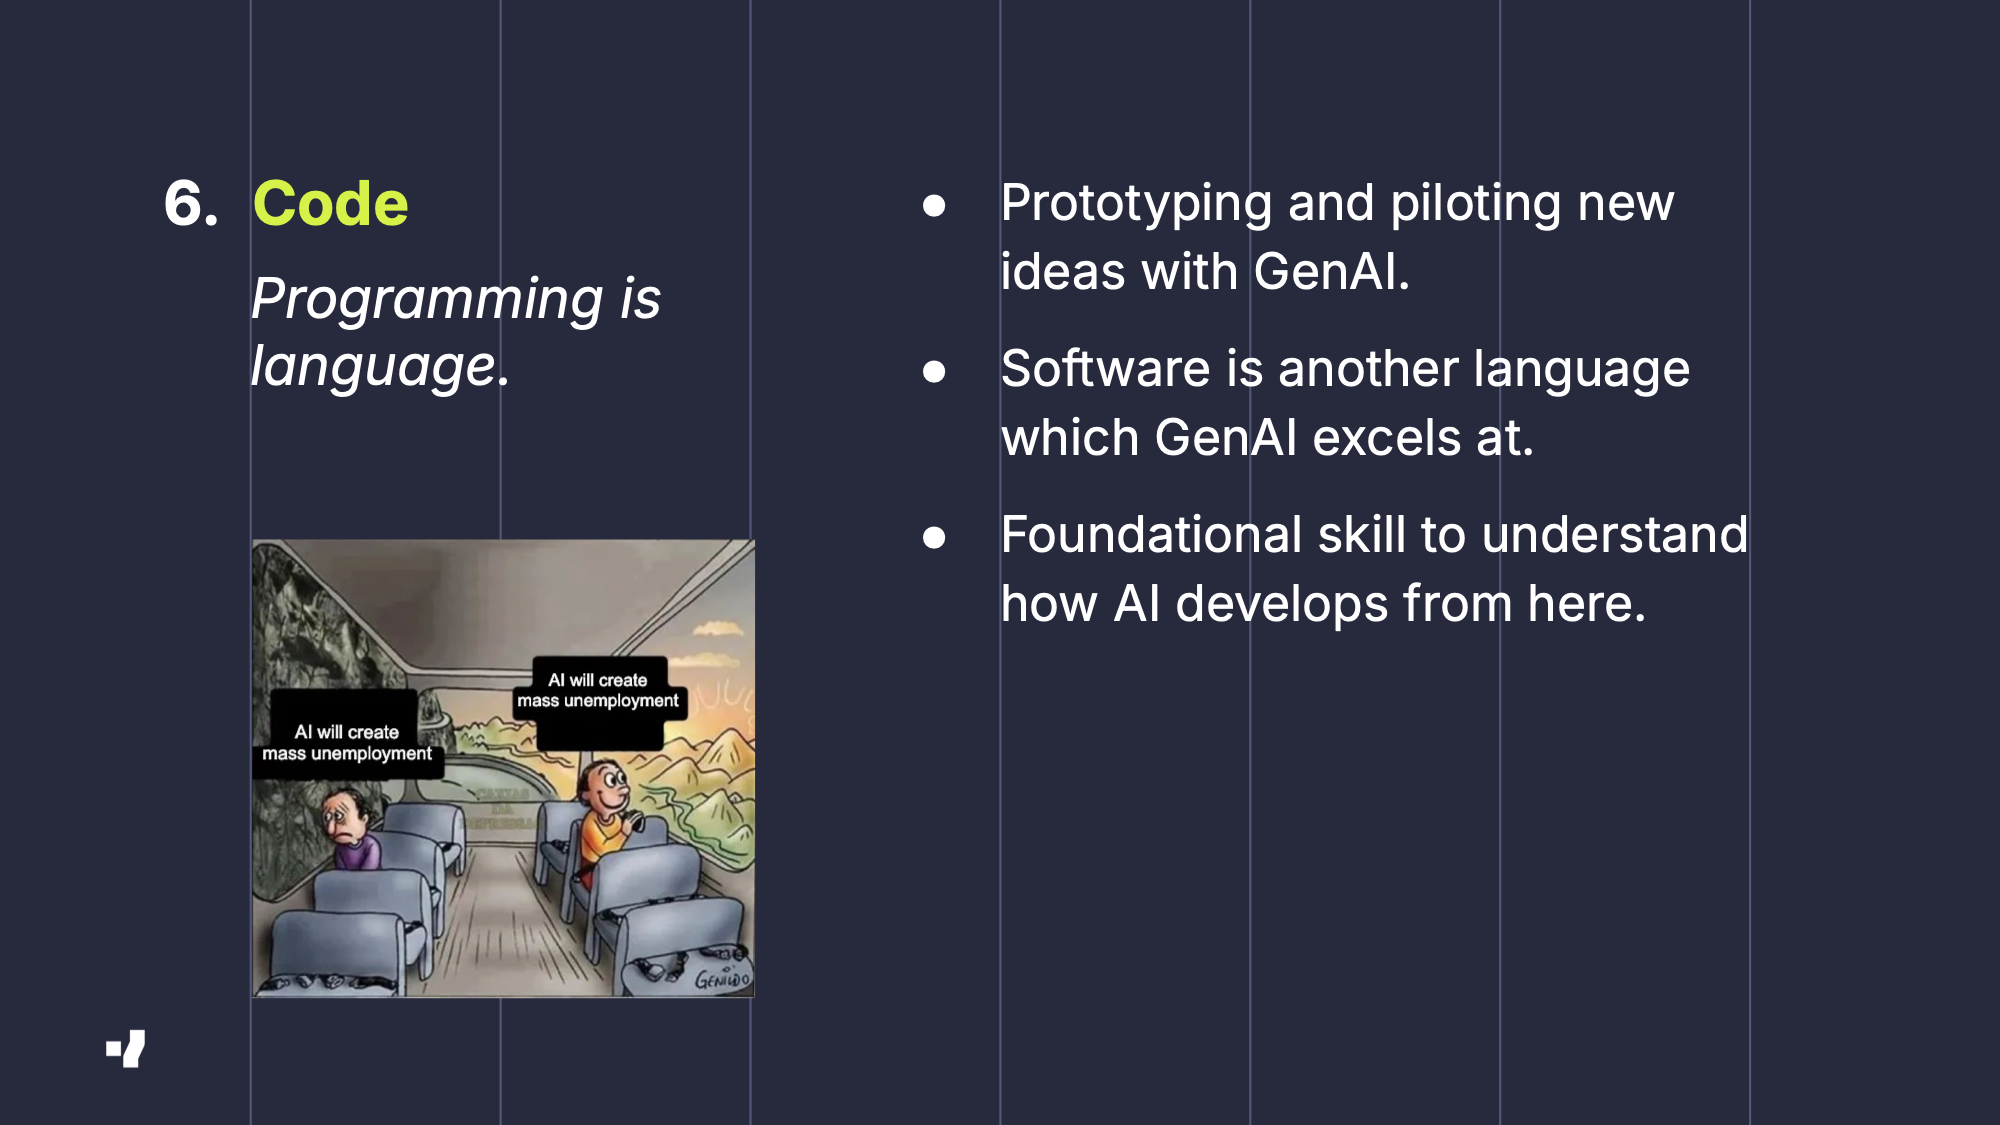 6. Code
Programming is
language.
● Prototyping and piloting new
ideas with GenAI.
● Software is another language
which GenAI excels at.
● Foundational skill to understand
how AI develops from here.
AI will create
mass unemployment
AI will create
mass unemployment
GENILDO